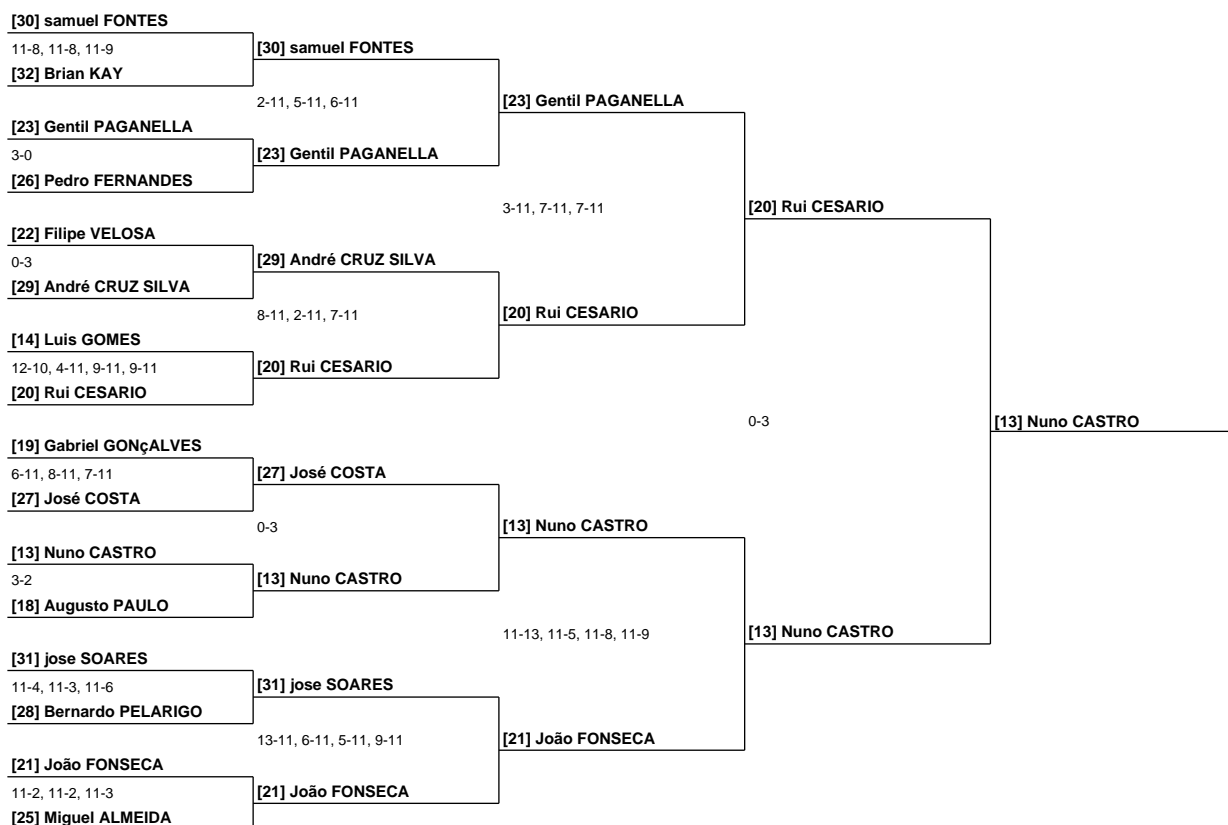 [30] samuel FONTES
11-8, 11-8, 11-9
[30] samuel FONTES
[32] Brian KAY
2-11, 5-11, 6-11
[23] Gentil PAGANELLA
[23] Gentil PAGANELLA
3-0
[23] Gentil PAGANELLA
[26] Pedro FERNANDES
3-11, 7-11, 7-11
[20] Rui CESARIO
[22] Filipe VELOSA
0-3
[29] André CRUZ SILVA
[29] André CRUZ SILVA
8-11, 2-11, 7-11
[20] Rui CESARIO
[14] Luis GOMES
12-10, 4-11, 9-11, 9-11
[20] Rui CESARIO
[20] Rui CESARIO
0-3
[13] Nuno CASTRO
[19] Gabriel GONçALVES
6-11, 8-11, 7-11
[27] José COSTA
[27] José COSTA
0-3
[13] Nuno CASTRO
[13] Nuno CASTRO
3-2
[13] Nuno CASTRO
[18] Augusto PAULO
11-13, 11-5, 11-8, 11-9
[13] Nuno CASTRO
[31] jose SOARES
11-4, 11-3, 11-6
[31] jose SOARES
[28] Bernardo PELARIGO
13-11, 6-11, 5-11, 9-11
[21] João FONSECA
[21] João FONSECA
11-2, 11-2, 11-3
[21] João FONSECA
[25] Miguel ALMEIDA